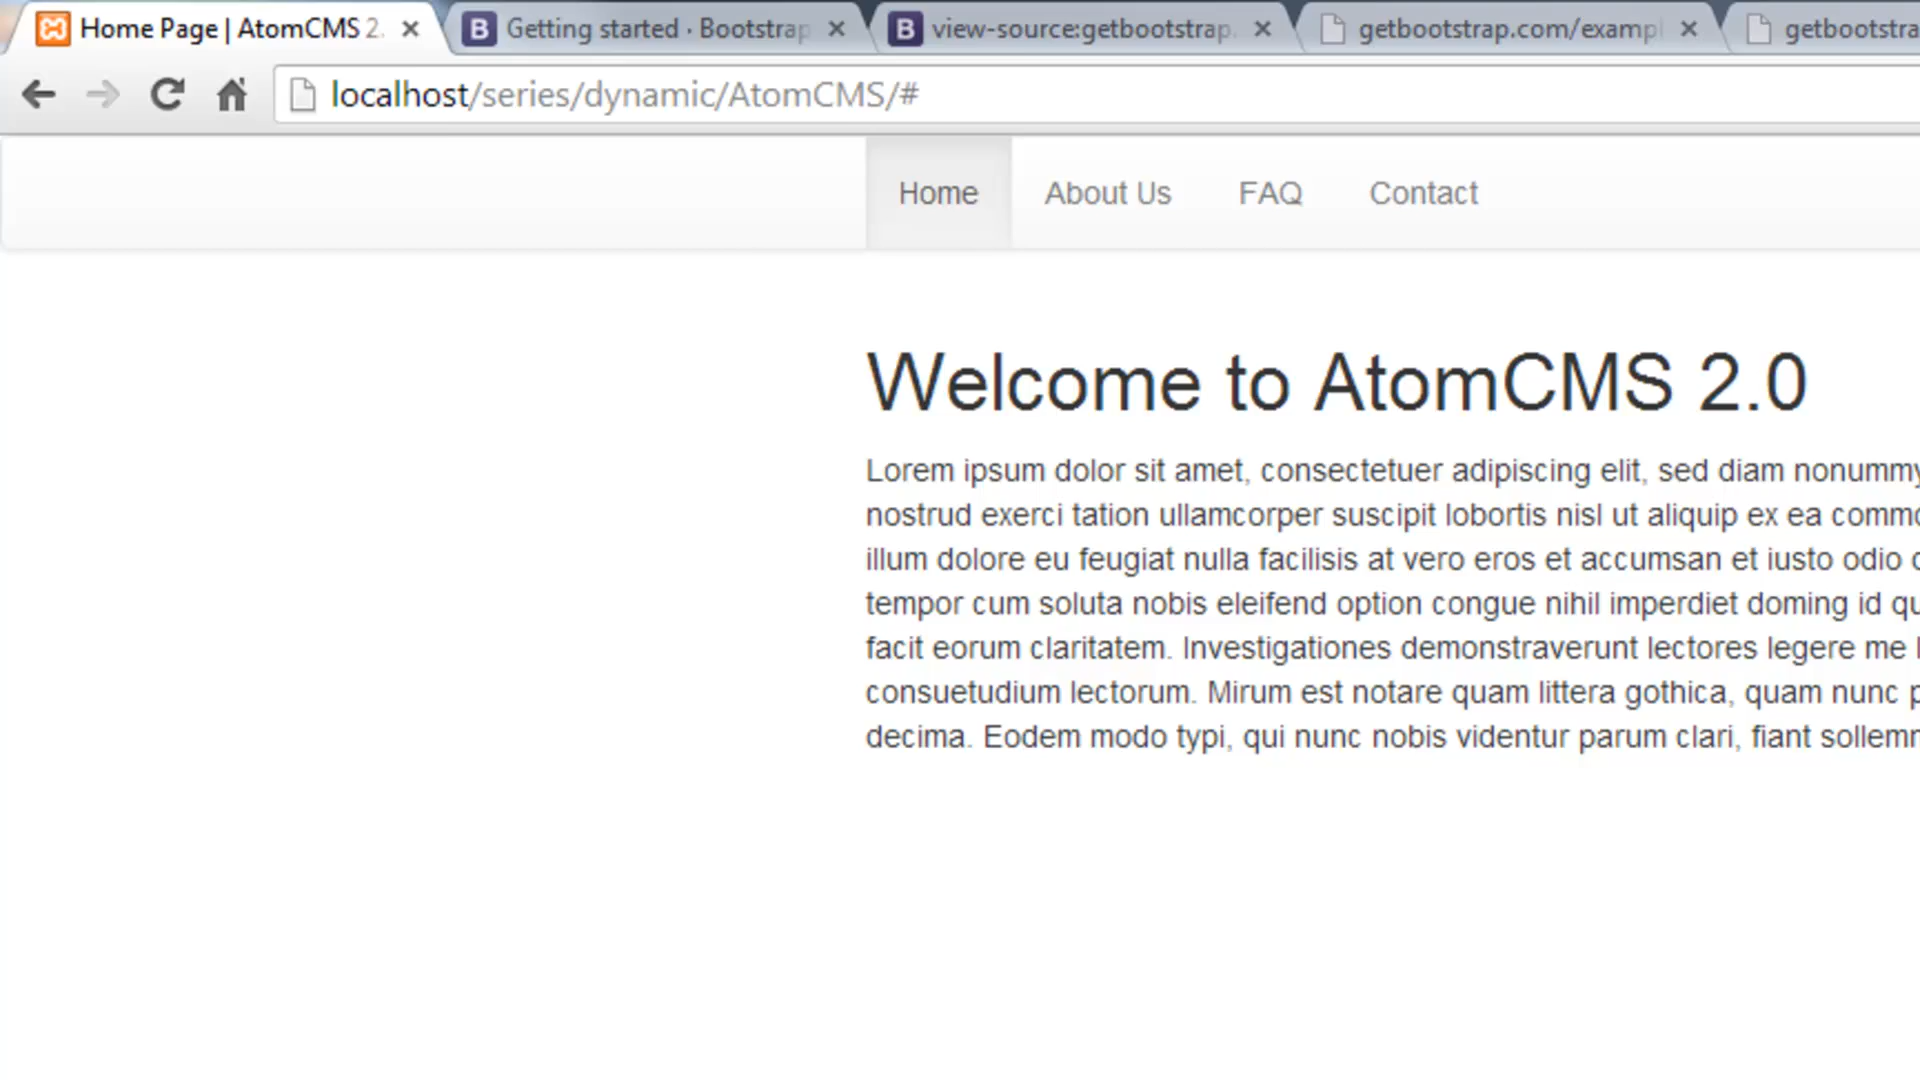 Home Page | AtomCMS 2.
Getting started · Bootstrap
view-source:getbootstrap.
getbootstrap.com/exampl
getbootstra
localhost/series/dynamic/AtomCMS/#
Home About Us FAQ Contact
Welcome to AtomCMS 2.0
Lorem ipsum dolor sit amet, consectetuer adipiscing elit, sed diam nonummy
nostrud exerci tation ullamcorper suscipit lobortis nisl ut aliquip ex ea commo
illum dolore eu feugiat nulla facilisis at vero eros et accumsan et iusto odio
tempor cum soluta nobis eleifend option congue nihil imperdiet doming id qu
facit eorum claritatem. Investigationes demonstraverunt lectores legere me
consuetudium lectorum. Mirum est notare quam littera gothica, quam nunc p
decima. Eodem modo typi, qui nunc nobis videntur parum clari, fiant sollemn